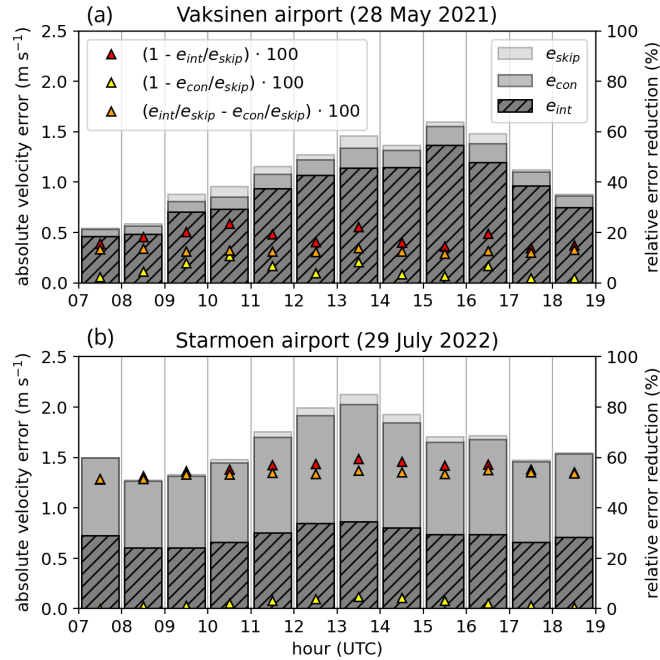 (a) Vaksinen airport (28 May 2021)
absolute velocity error (m s⁻¹)
2.5
2.0
1.5
1.0
0.5
0.0
(1 - e_int/e_skip) · 100
(1 - e_con/e_skip) · 100
(e_int/e_skip - e_con/e_skip) · 100
e_skip
e_con
e_int
100
80
60
40
20
0
relative error reduction (%)
07 08 09 10 11 12 13 14 15 16 17 18 19
(b) Starmoen airport (29 July 2022)
absolute velocity error (m s⁻¹)
2.5
2.0
1.5
1.0
0.5
0.0
100
80
60
40
20
0
relative error reduction (%)
07 08 09 10 11 12 13 14 15 16 17 18 19
hour (UTC)